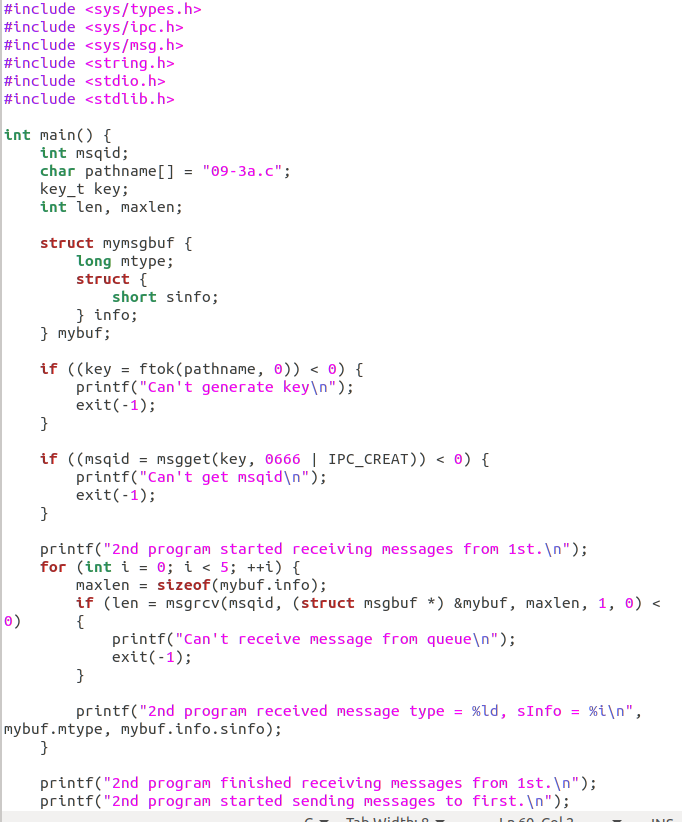 #include <sys/types.h>
#include <sys/ipc.h>
#include <sys/msg.h>
#include <string.h>
#include <stdio.h>
#include <stdlib.h>

int main() {
    int msqid;
    char pathname[] = "09-3a.c";
    key_t key;
    int len, maxlen;

    struct mymsgbuf {
        long mtype;
        struct {
            short sinfo;
        } info;
    } mybuf;

    if ((key = ftok(pathname, 0)) < 0) {
        printf("Can't generate key\n");
        exit(-1);
    }

    if ((msqid = msgget(key, 0666 | IPC_CREAT)) < 0) {
        printf("Can't get msqid\n");
        exit(-1);
    }

    printf("2nd program started receiving messages from 1st.\n");
    for (int i = 0; i < 5; ++i) {
        maxlen = sizeof(mybuf.info);
        if (len = msgrcv(msqid, (struct msgbuf *) &mybuf, maxlen, 1, 0) <
0)      {
            printf("Can't receive message from queue\n");
            exit(-1);
        }

        printf("2nd program received message type = %ld, sInfo = %i\n",
mybuf.mtype, mybuf.info.sinfo);
    }

    printf("2nd program finished receiving messages from 1st.\n");
    printf("2nd program started sending messages to first.\n");